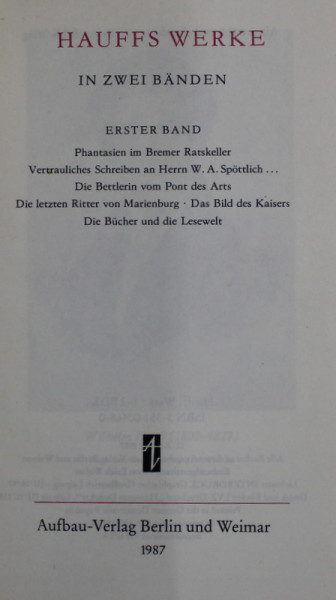 HAUFFS WERKE
IN ZWEI BÄNDEN
ERSTER BAND
Phantasien im Bremer Ratskeller
Vertrauliches Schreiben an Herrn W. A. Spöttlich ...
Die Bettlerin vom Pont des Arts
Die letzten Ritter von Marienburg · Das Bild des Kaisers
Die Bücher und die Lesewelt
Aufbau-Verlag Berlin und Weimar
1987